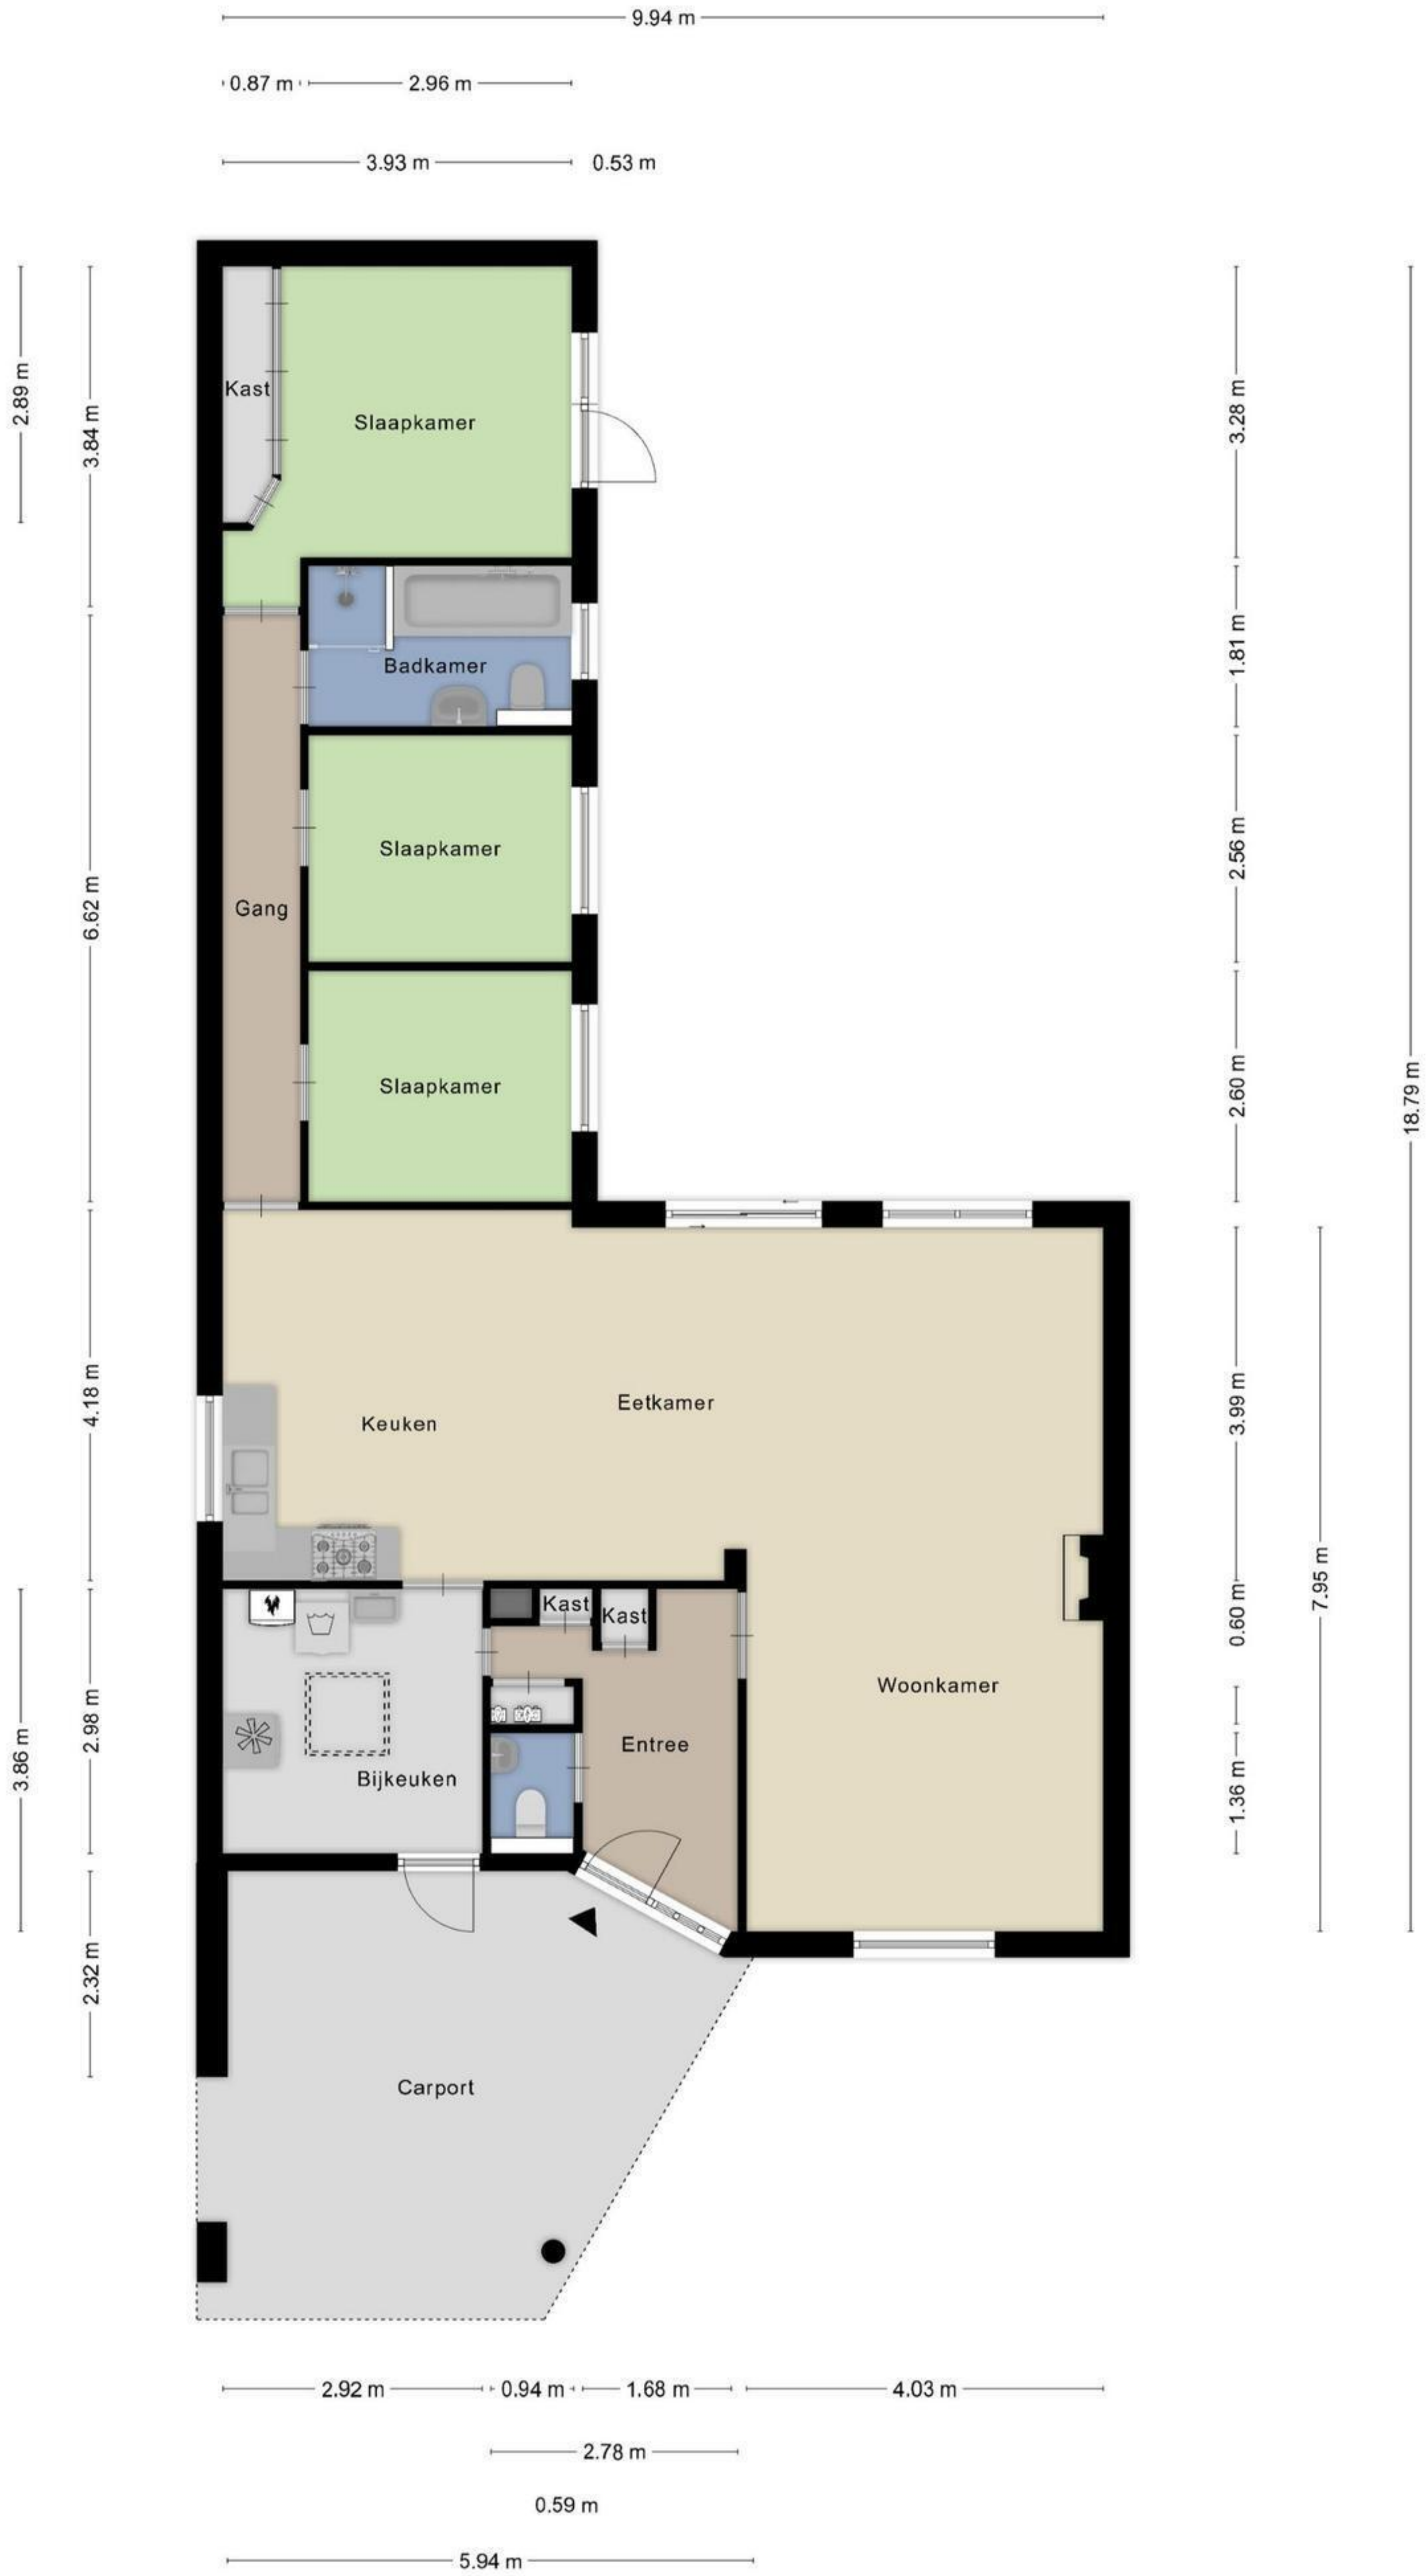 9.94 m
0.87 m
2.96 m
3.93 m
0.53 m
2.89 m
3.84 m
3.28 m
Kast
Slaapkamer
1.81 m
Badkamer
2.56 m
Slaapkamer
6.62 m
Gang
18.79 m
2.60 m
Slaapkamer
4.18 m
3.99 m
Eetkamer
Keuken
7.95 m
0.60 m
Kast
Kast
Woonkamer
3.86 m
2.98 m
Entree
Bijkeuken
1.36 m
2.32 m
Carport
2.92 m
0.94 m
1.68 m
4.03 m
2.78 m
0.59 m
5.94 m